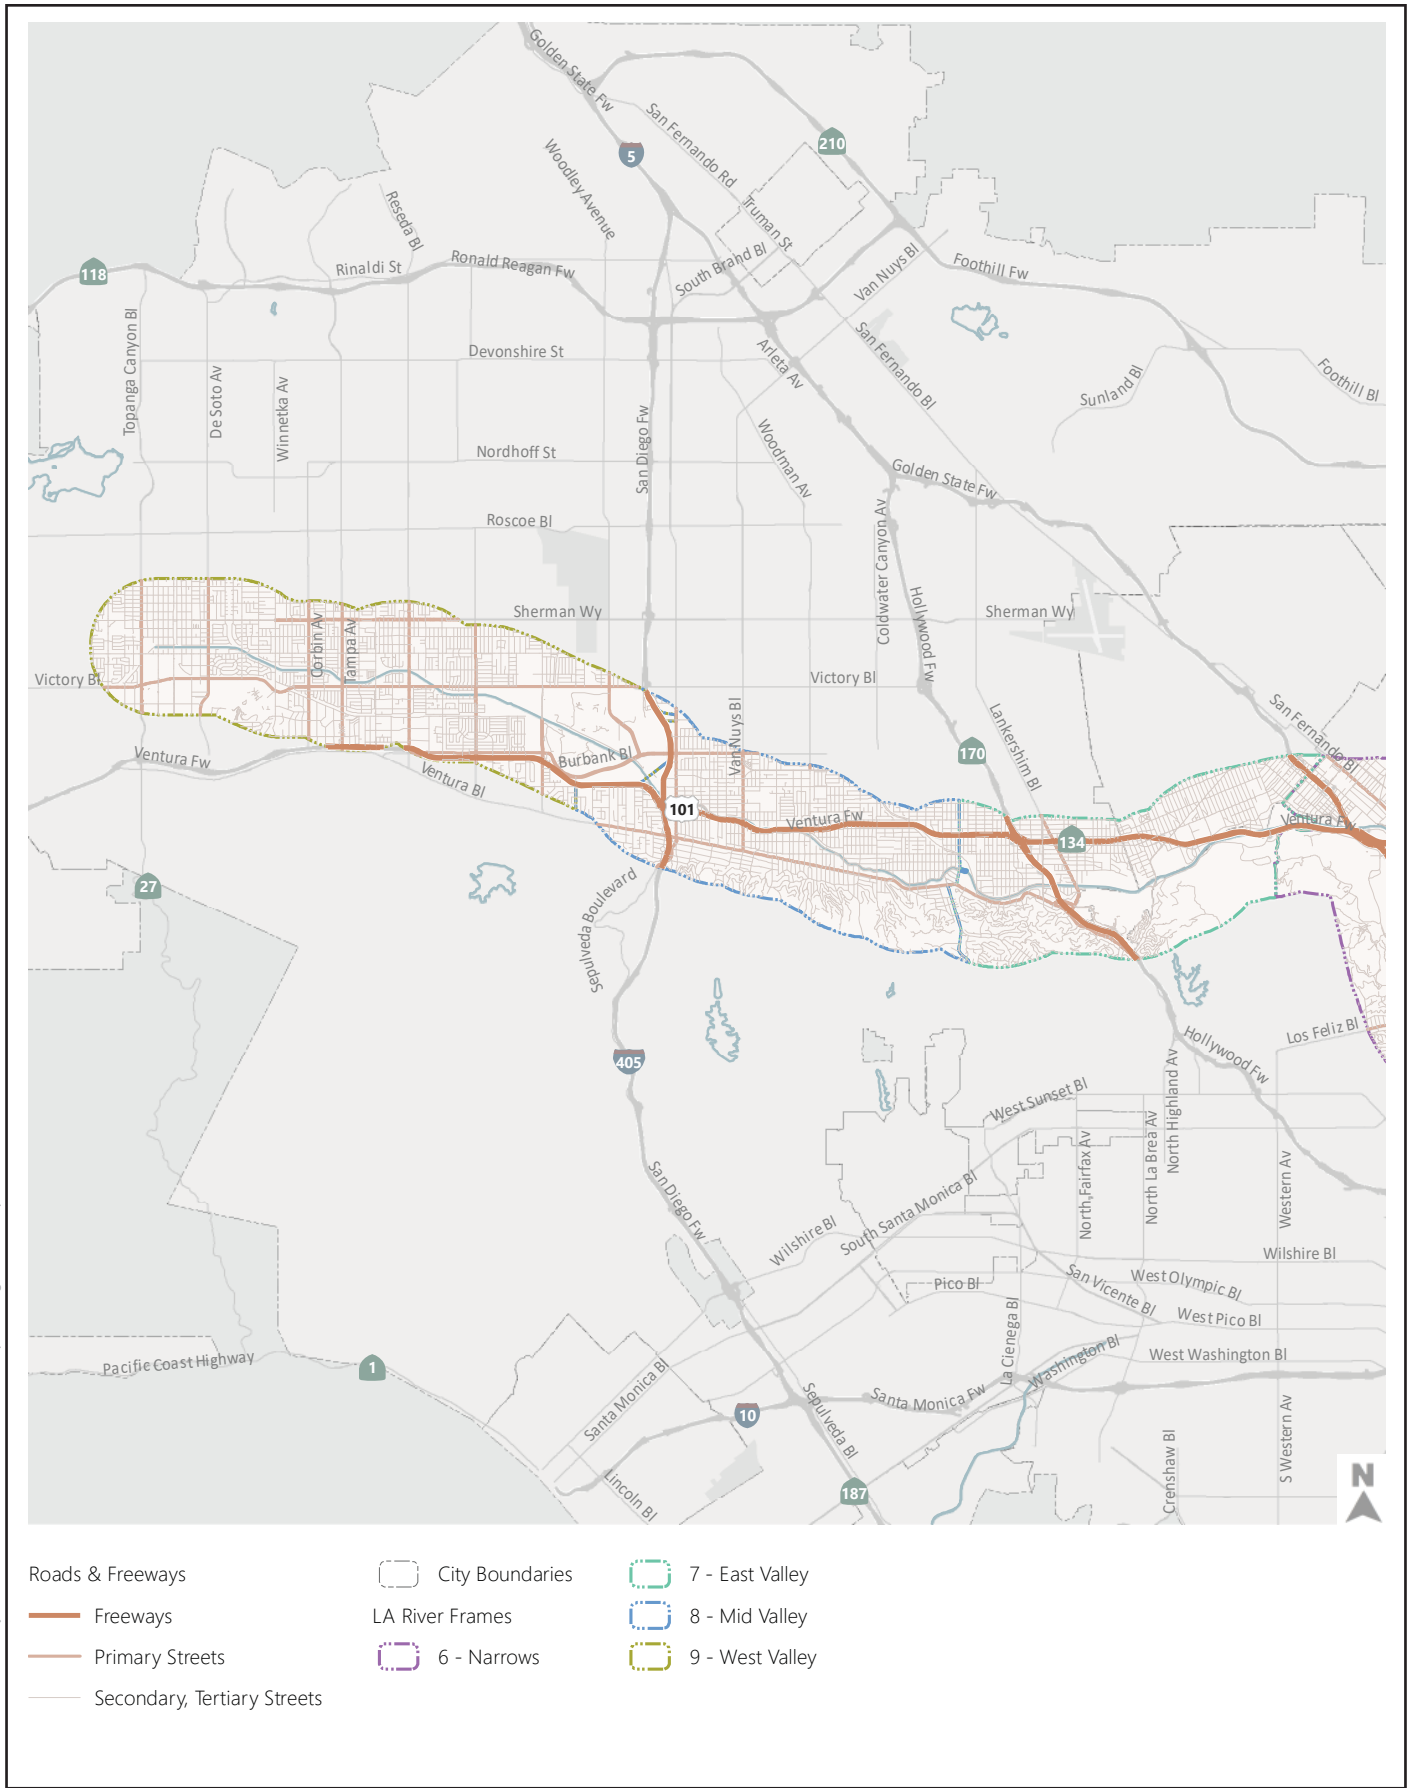 Golden State Fw
San Fernando Rd
210
5
Woodley Avenue
Truman St
Reseda Bl
118
Rinaldi St
Ronald Reagan Fw
South Brand Bl
Van Nuys Bl
Foothill Fw
Topanga Canyon Bl
De Soto Av
Winnetka Av
Devonshire St
Arleta Av
San Fernando Bl
Sunland Bl
Foothill Bl
San Diego Fw
Nordhoff St
Woodman Av
Golden State Fw
Roscoe Bl
Coldwater Canyon Av
Hollywood Fw
Sherman Wy
Sherman Wy
Corbin Av
Tampa Av
Victory Bl
Victory Bl
Van Nuys Bl
Lankershim Bl
San Fernando Bl
170
Ventura Fw
Ventura Bl
Burbank Bl
101
Ventura Fw
134
Ventura Fw
27
Sepulveda Boulevard
405
Los Feliz Bl
Hollywood Fw
North Highland Av
West Sunset Bl
North Fairfax Av
North La Brea Av
Western Av
San Diego Fw
South Santa Monica Bl
Wilshire Bl
Wilshire Bl
Pico Bl
San Vicente Bl
West Olympic Bl
West Pico Bl
La Cienega Bl
Washington Bl
West Washington Bl
Pacific Coast Highway
1
Santa Monica Bl
10
Santa Monica Fw
Sepulveda Bl
Lincoln Bl
187
Crenshaw Bl
S Western Av
N
Roads & Freeways
Freeways
Primary Streets
Secondary, Tertiary Streets
City Boundaries
LA River Frames
6 - Narrows
7 - East Valley
8 - Mid Valley
9 - West Valley